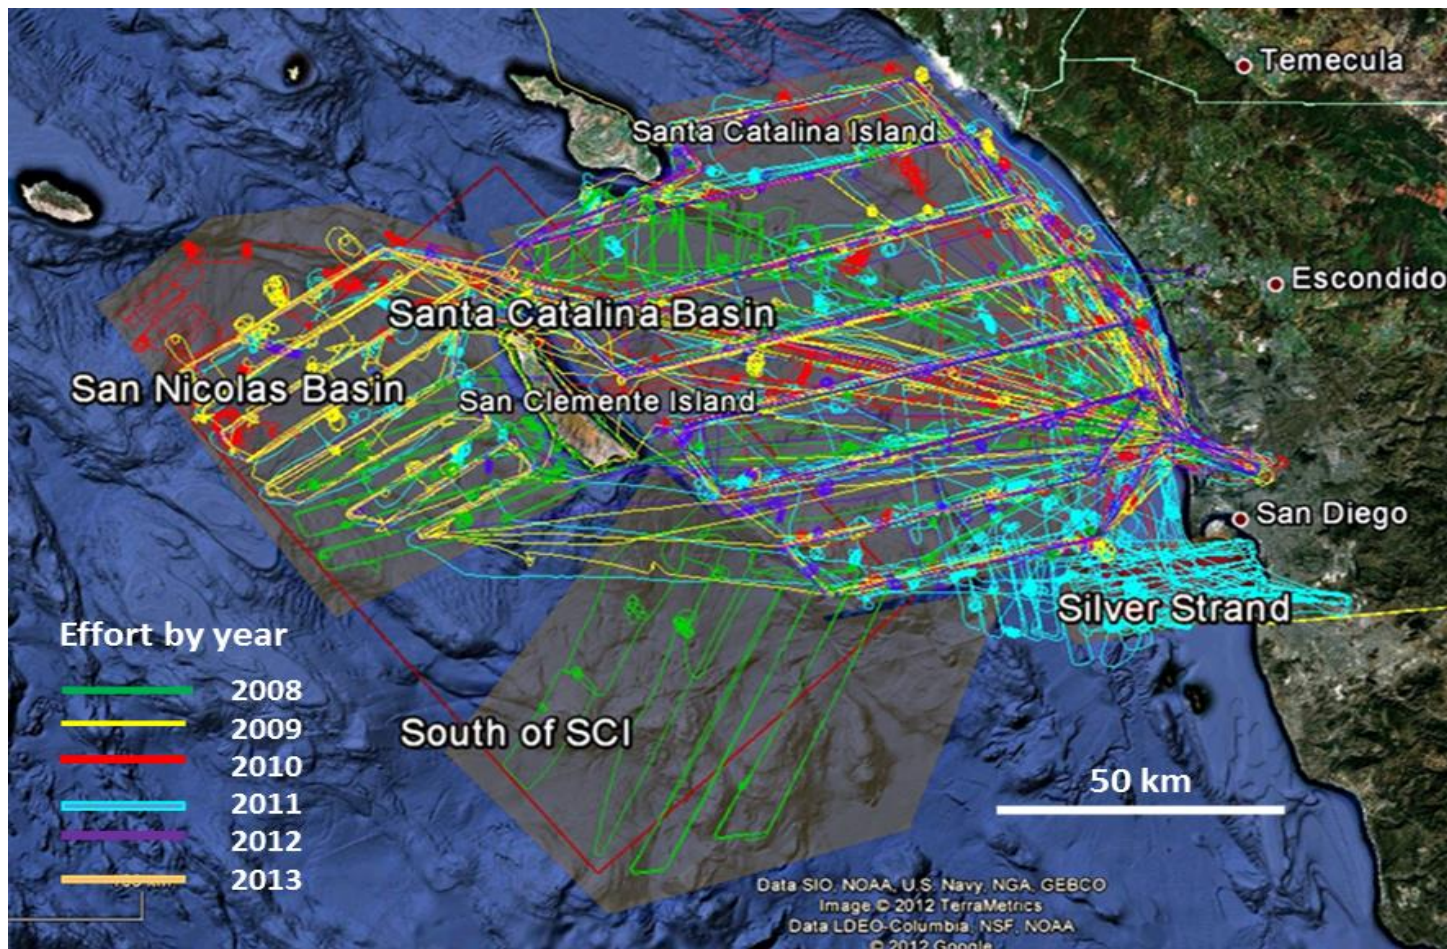 Temecula
Santa Catalina Island
Escondido
Santa Catalina Basin
San Nicolas Basin
San Clemente Island
San Diego
Silver Strand
Effort by year
2008
2009
2010
2011
2012
2013
South of SCI
50 km
Data SIO, NOAA, U.S. Navy, NGA, GEBCO
Image © 2012 TerraMetrics
Data LDEO-Columbia, NSF, NOAA
© 2012 Google